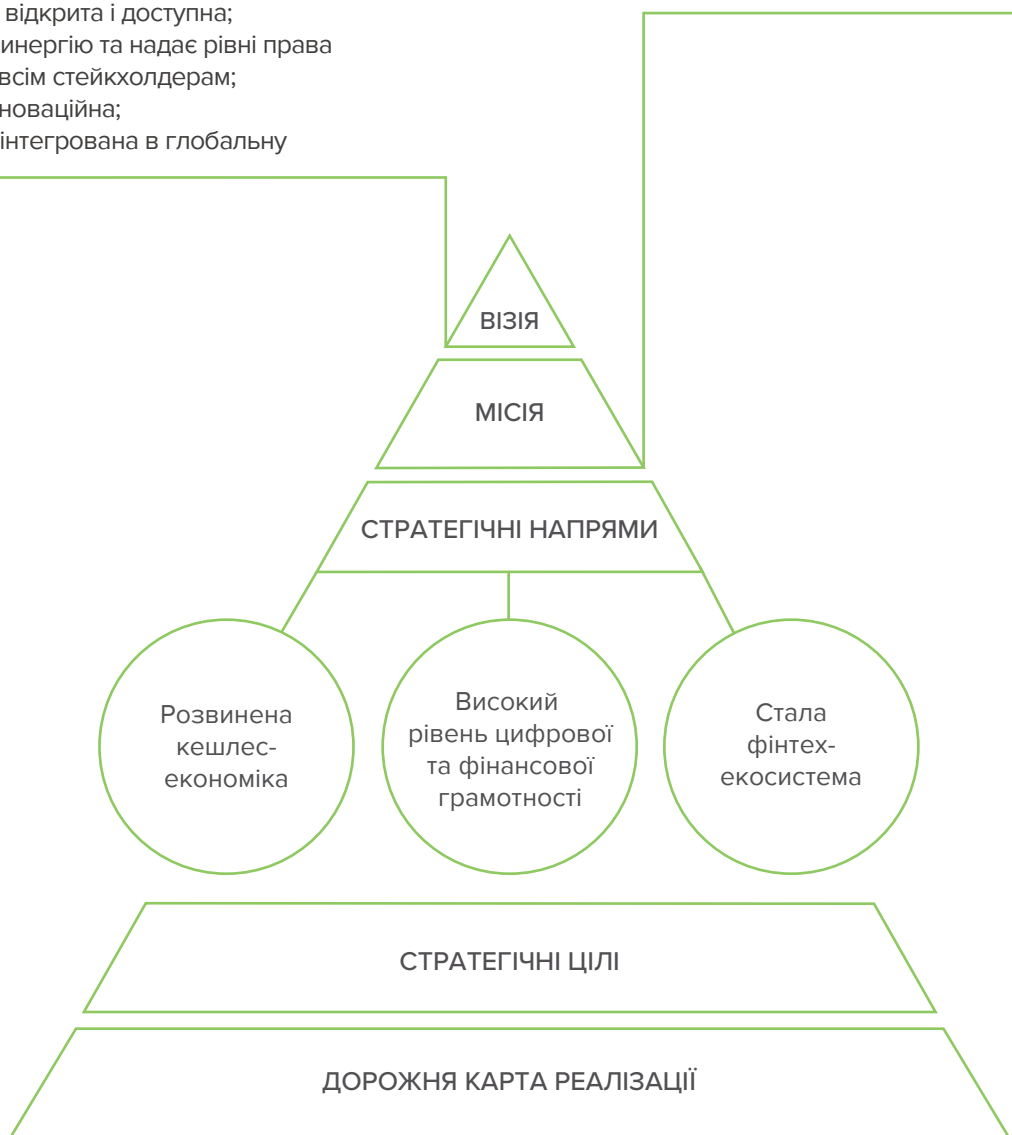 відкрита і доступна;
инергію та надає рівні права
всім стейкхолдерам;
новаційна;
інтегрована в глобальну
ВІЗІЯ
МІСІЯ
СТРАТЕГІЧНІ НАПРЯМИ
Розвинена
кешлес-
економіка
Високий
рівень цифрової
та фінансової
грамотності
Стала
фінтех-
екосистема
СТРАТЕГІЧНІ ЦІЛІ
ДОРОЖНЯ КАРТА РЕАЛІЗАЦІЇ